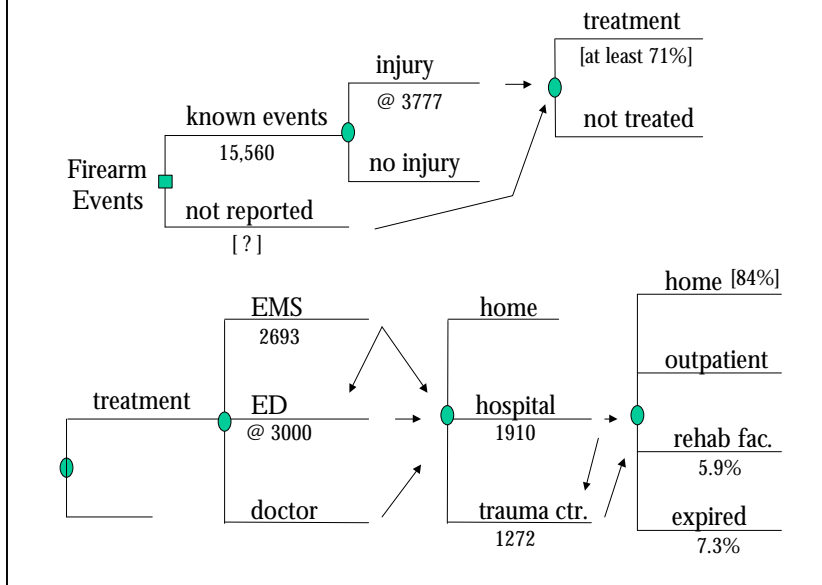 treatment
[at least 71%]
injury
@ 3777
not treated
known events
15,560
no injury
Firearm
Events
not reported
[ ? ]
home [84%]
EMS
2693
home
outpatient
treatment
ED
@ 3000
hospital
1910
rehab fac.
5.9%
doctor
trauma ctr.
1272
expired
7.3%